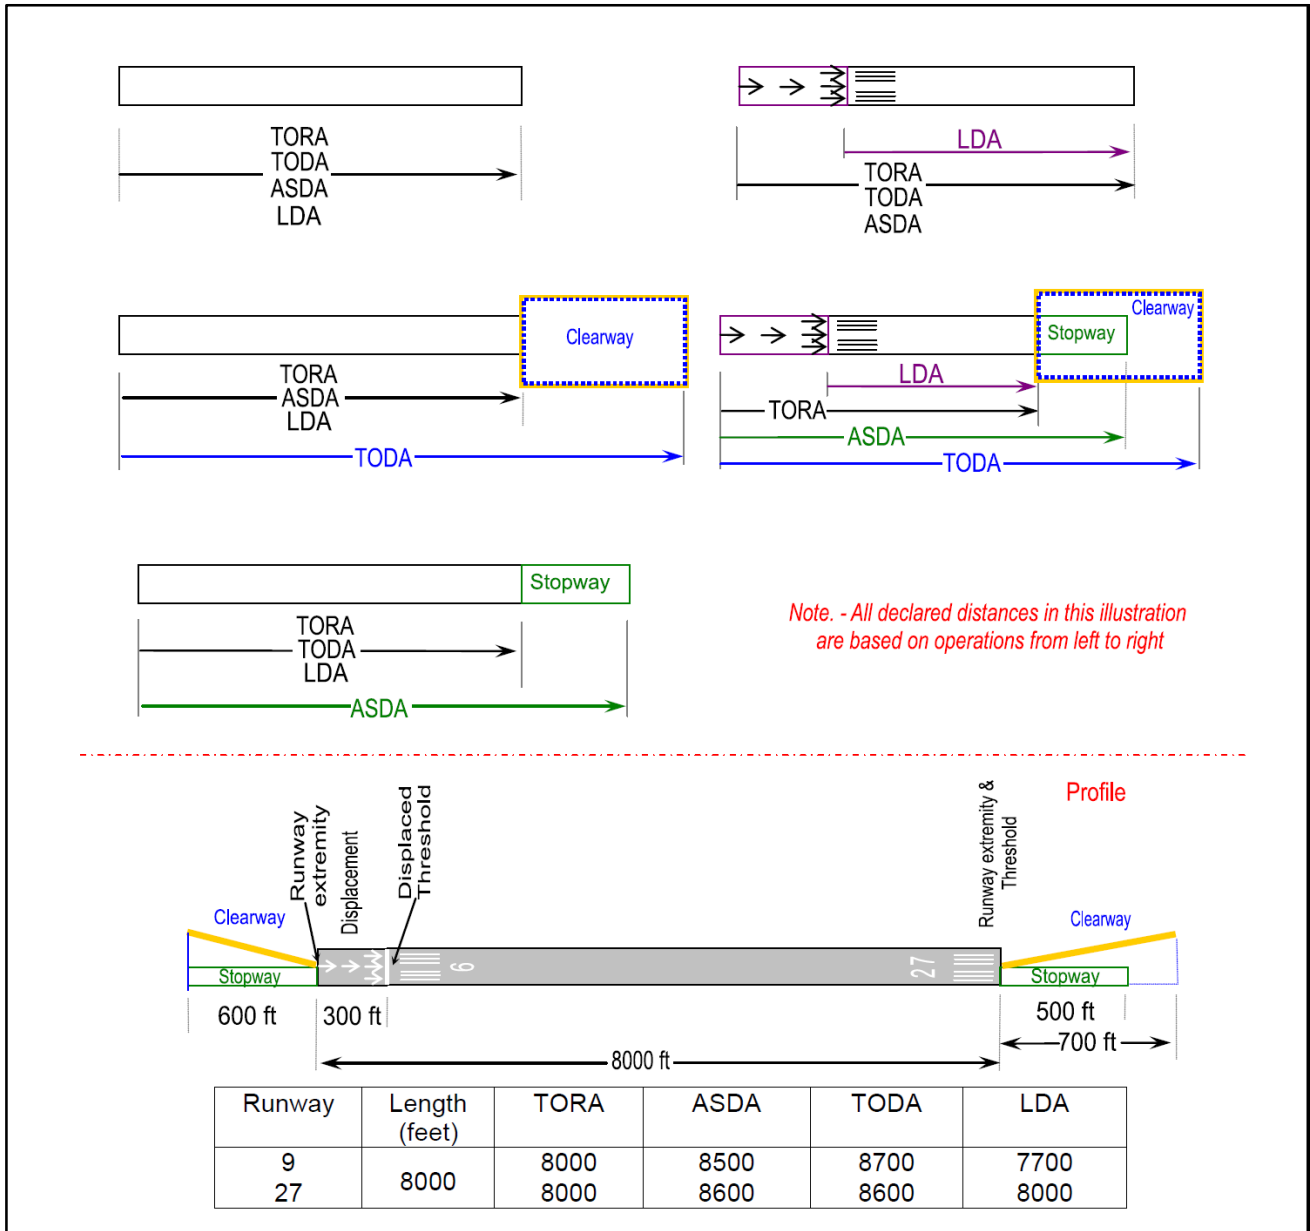 TORA
TODA
ASDA
LDA
LDA
TORA
TODA
ASDA
Clearway
TORA
ASDA
LDA
TODA
Clearway
Stopway
LDA
TORA
ASDA
TODA
Stopway
TORA
TODA
LDA
ASDA
Note. - All declared distances in this illustration
are based on operations from left to right
Profile
Runway
extremity
Displacement
Displaced
Threshold
Runway extremity &
Threshold
Clearway
Clearway
Stopway
9
27
Stopway
600 ft
300 ft
500 ft
700 ft
8000 ft
Runway Length (feet) TORA ASDA TODA LDA
9 8000 8000 8500 8700 7700
27 8000 8600 8600 8000